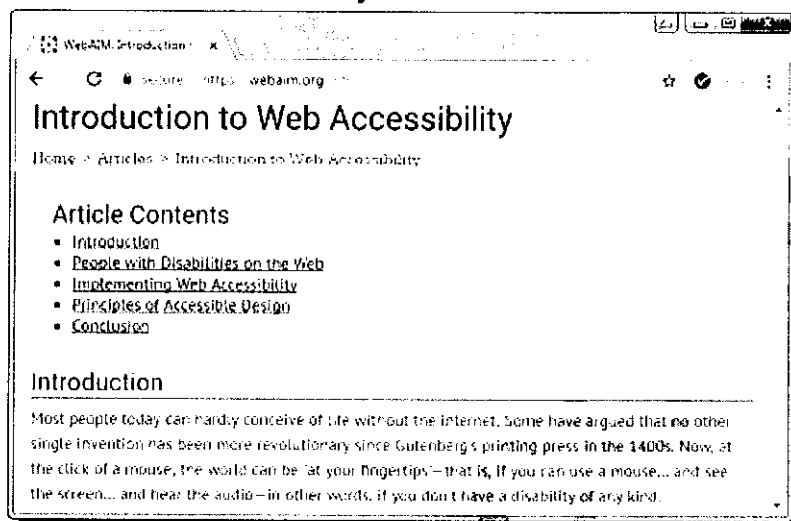 WebAIM: Introduction
webaim.org
Introduction to Web Accessibility
Home > Articles > Introduction to Web Accessibility
Article Contents
Introduction
People with Disabilities on the Web
Implementing Web Accessibility
Principles of Accessible Design
Conclusion
Introduction
Most people today can hardly conceive of life without the internet. Some have argued that no other
single invention has been more revolutionary since Gutenberg's printing press in the 1400s. Now, at
the click of a mouse, the world can be 'at your fingertips'—that is, if you can use a mouse... and see
the screen... and hear the audio—in other words, if you don't have a disability of any kind.